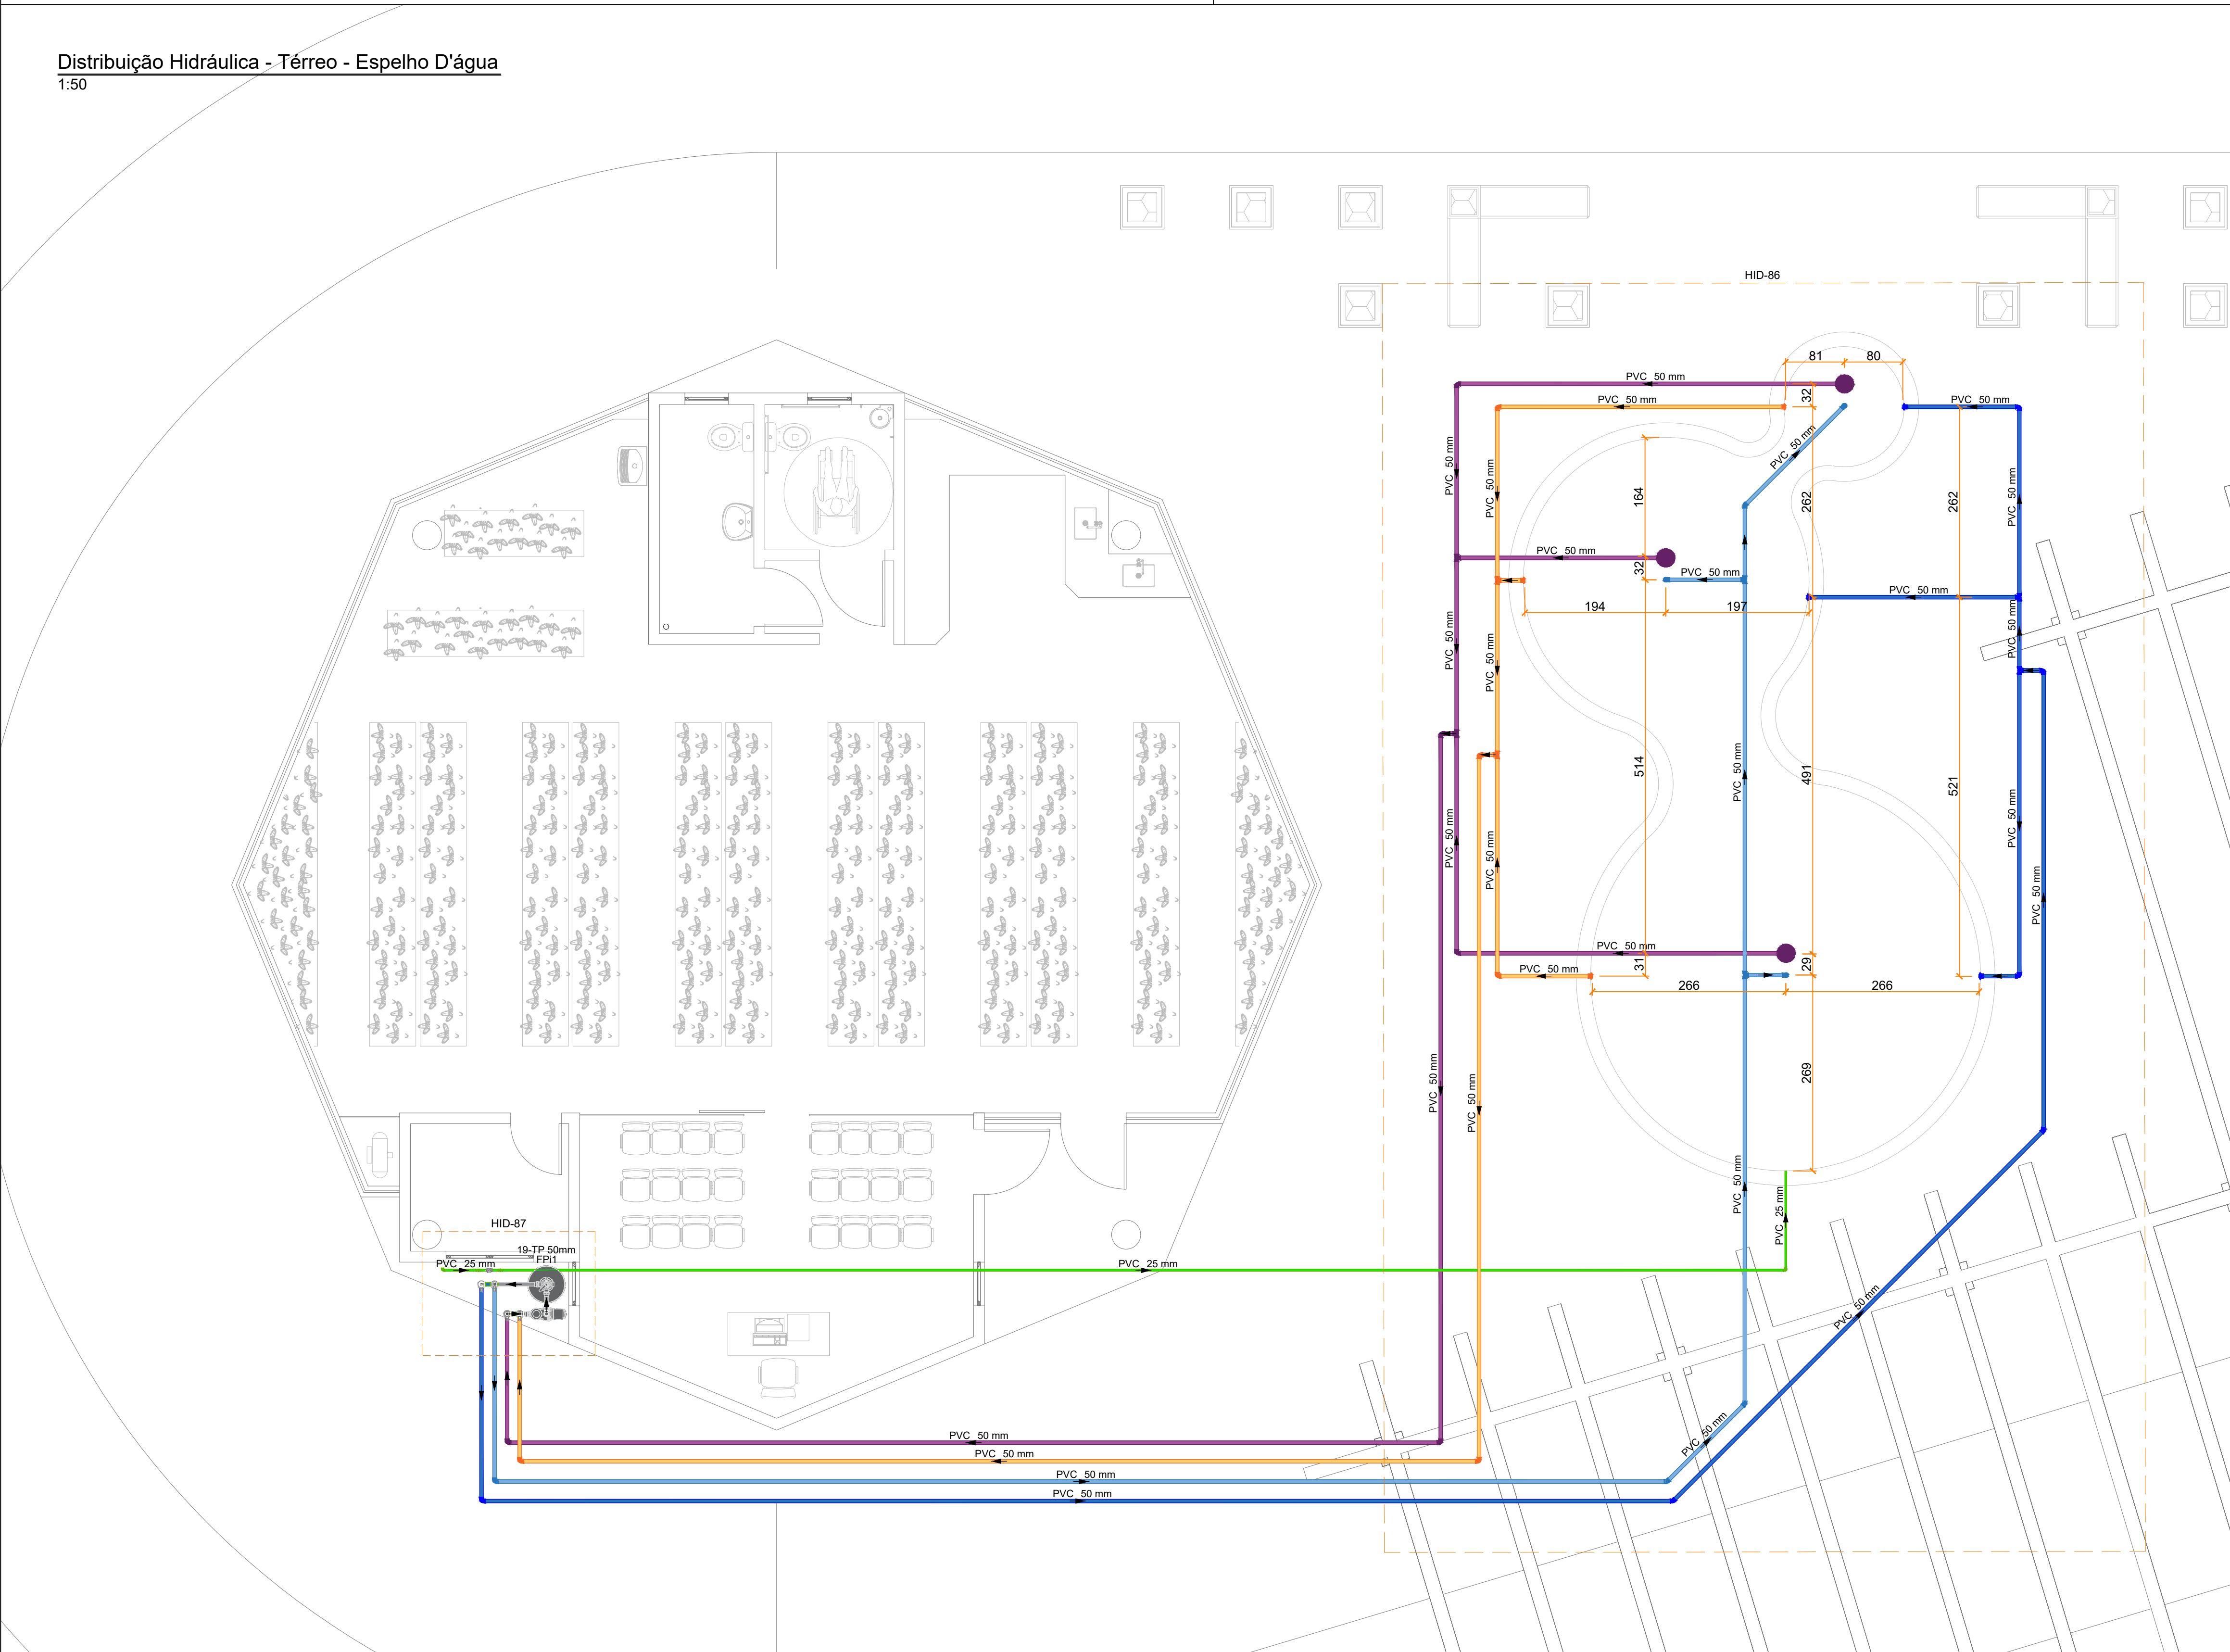 Distribuição Hidráulica - Térreo - Espelho D'água
1:50
HID-86
81
80
PVC 50 mm
32
PVC 50 mm
PVC 50 mm
PVC 50 mm
PVC 50 mm
PVC 50 mm
164
262
262
PVC 50 mm
PVC 50 mm
32
PVC 50 mm
194
197
PVC 50 mm
PVC 50 mm
PVC 50 mm
PVC 50 mm
514
PVC 50 mm
491
521
PVC 50 mm
PVC 50 mm
PVC 50 mm
PVC 50 mm
PVC 50 mm
31
29
PVC 50 mm
266
266
PVC 50 mm
PVC 50 mm
269
PVC 50 mm
PVC 25 mm
HID-87
19-TP 50mm
FPi1
PVC 25 mm
PVC 25 mm
PVC 50 mm
PVC 50 mm
PVC 50 mm
PVC 50 mm
PVC 50 mm
PVC 50 mm